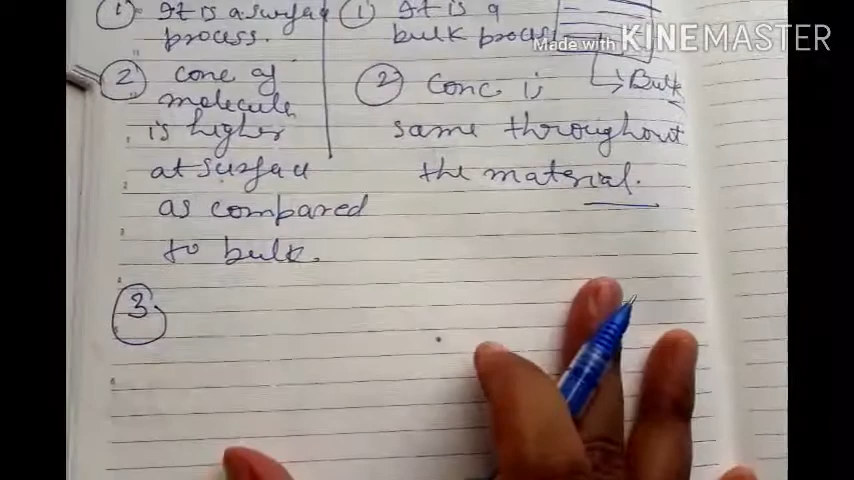 ① It is a surface
process.
② conc of
molecule
is higher
at surface
as compared
to bulk.
③
① It is a
bulk process
② Conc is
same throughout
the material.
→ Bulk
Made with KINEMASTER